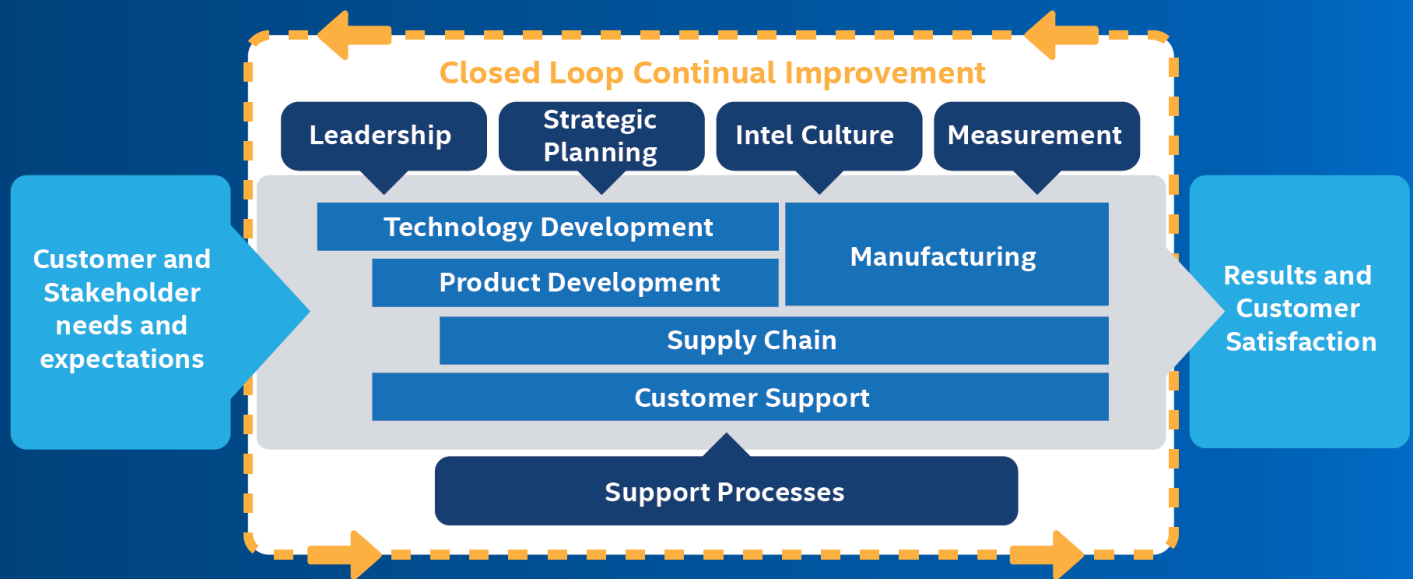 Closed Loop Continual Improvement
Leadership
Strategic
Planning
Intel Culture
Measurement
Customer and
Stakeholder
needs and
expectations
Technology Development
Product Development
Manufacturing
Supply Chain
Customer Support
Results and
Customer
Satisfaction
Support Processes